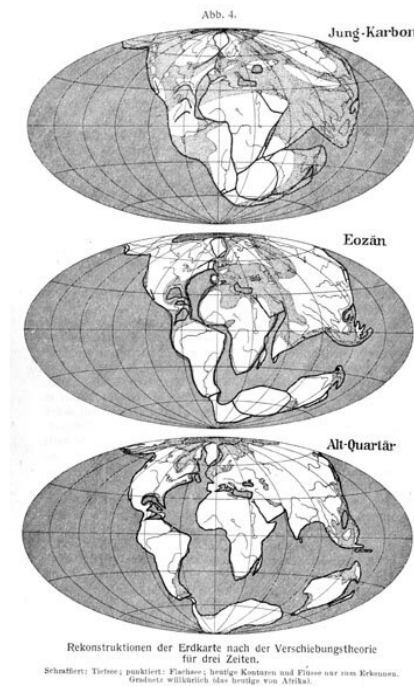 Abb. 4.
Jung-Karbon
Eozän
Alt-Quartär
Rekonstruktionen der Erdkarte nach der Verschiebungstheorie
für drei Zeiten.
Schraffiert: Tiefsee; punktiert: Flachsee; heutige Konturen und Flüsse nur zum Erkennen.
Gradnetz willkürlich (das heutige von Afrika).